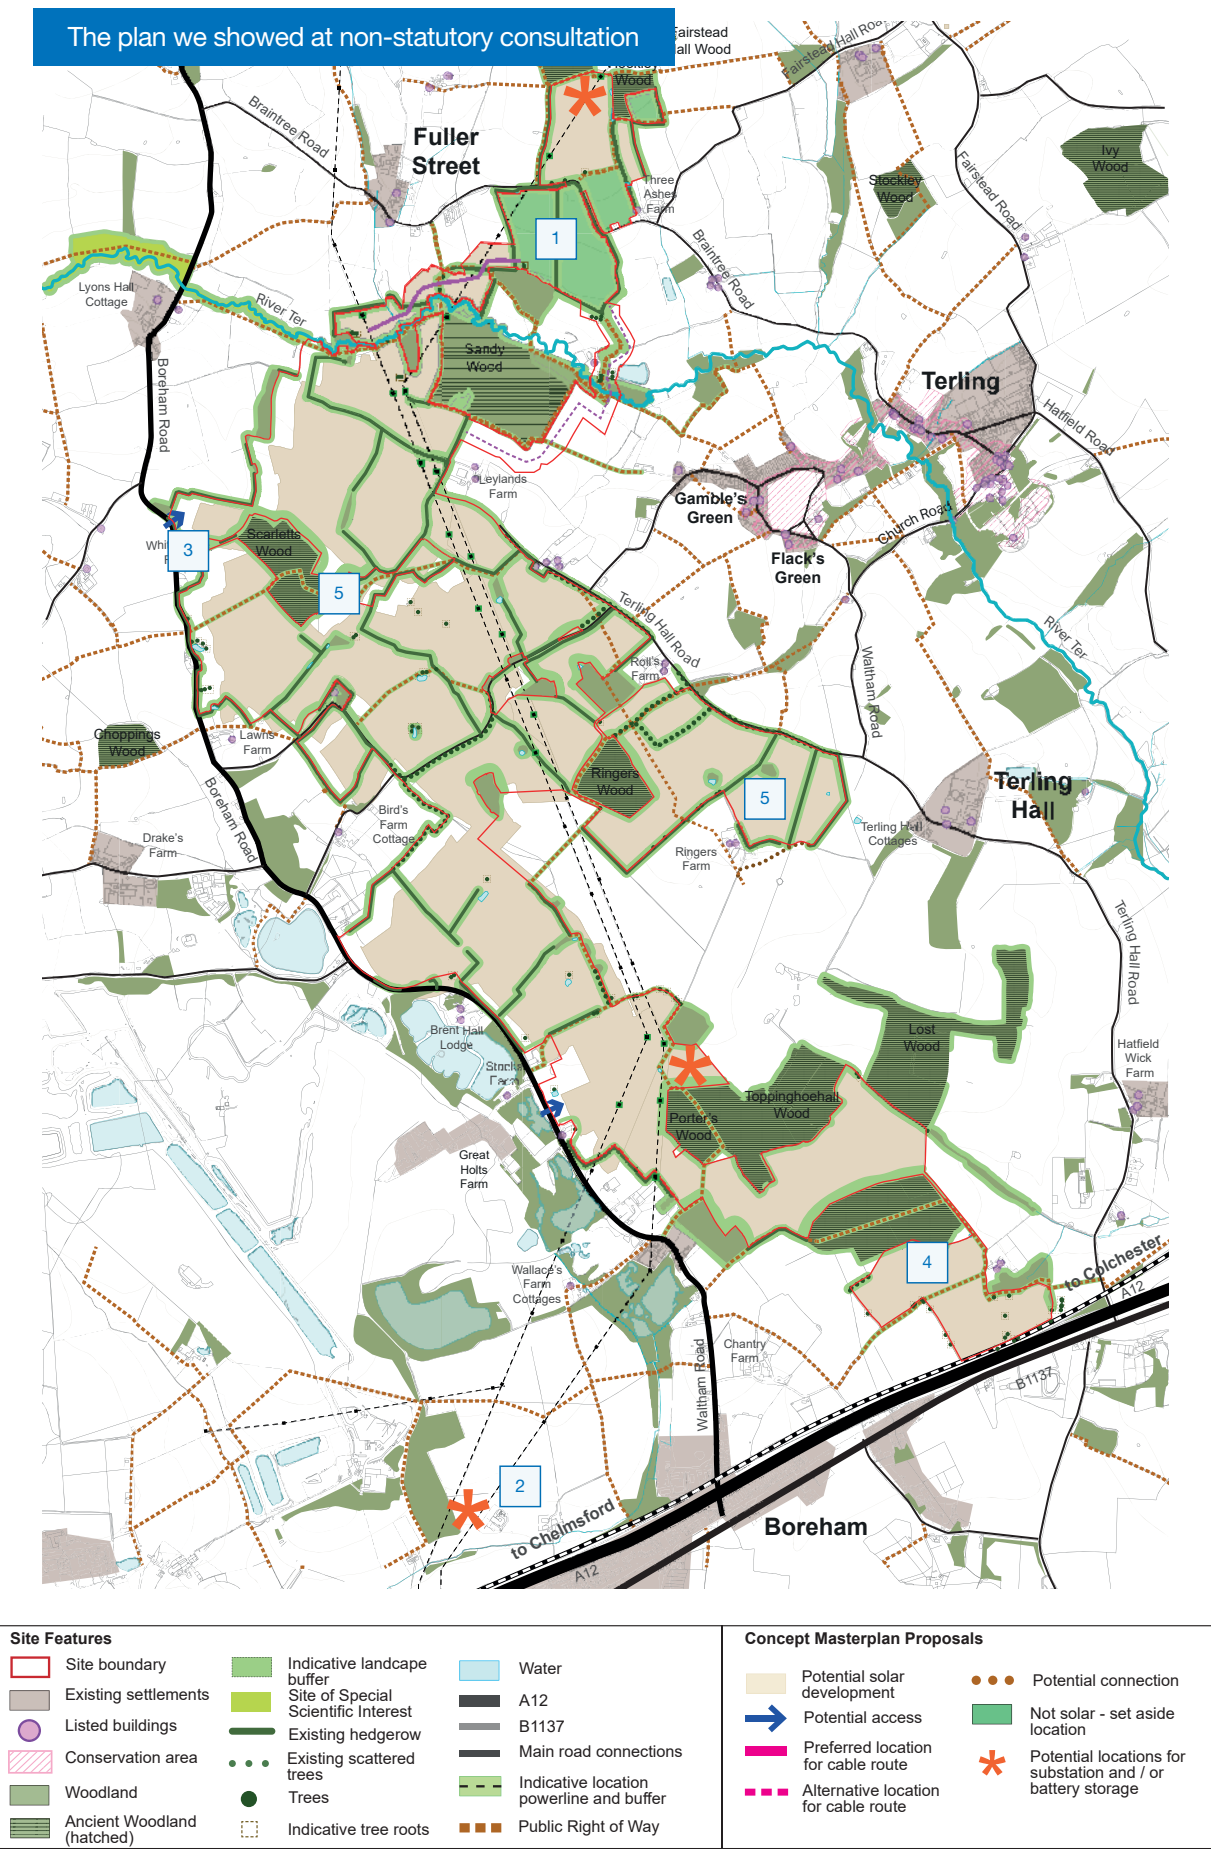 The plan we showed at non-statutory consultation
Fairstead
Hall Wood
Fairstead Hall Road
Wood
Braintree Road
Fuller
Street
Ivy
Wood
Stockley
Wood
Fairstead Road
Three
Ashes
Farm
1
Braintree Road
Lyons Hall
Cottage
River Ter
Sandy
Wood
Boreham Road
Terling
Hatfield Road
Leylands
Farm
Gamble's
Green
Church Road
Scarletts
Wood
3
Flack's
Green
5
Terling Hall Road
River Ter
Roll's
Farm
Waltham Road
Choppings
Wood
Lawns
Farm
Ringers
Wood
5
Terling
Hall
Boreham Road
Bird's
Farm
Cottage
Drake's
Farm
Ringers
Farm
Terling Hall
Cottages
Terling Hall Road
Brent Hall
Lodge
Lost
Wood
Hatfield
Wick
Farm
Toppinghoehall
Wood
Porter's
Wood
Great
Holts
Farm
4
to Colchester
A12
Wallace's
Farm
Cottages
Chantry
Farm
Waltham Road
B1137
2
to Chelmsford
Boreham
A12
Site Features
Site boundary
Existing settlements
Listed buildings
Conservation area
Woodland
Ancient Woodland
(hatched)
Indicative landcape
buffer
Site of Special
Scientific Interest
Existing hedgerow
Existing scattered
trees
Trees
Indicative tree roots
Water
A12
B1137
Main road connections
Indicative location
powerline and buffer
Public Right of Way
Concept Masterplan Proposals
Potential solar
development
Potential access
Preferred location
for cable route
Alternative location
for cable route
Potential connection
Not solar - set aside
location
Potential locations for
substation and / or
battery storage